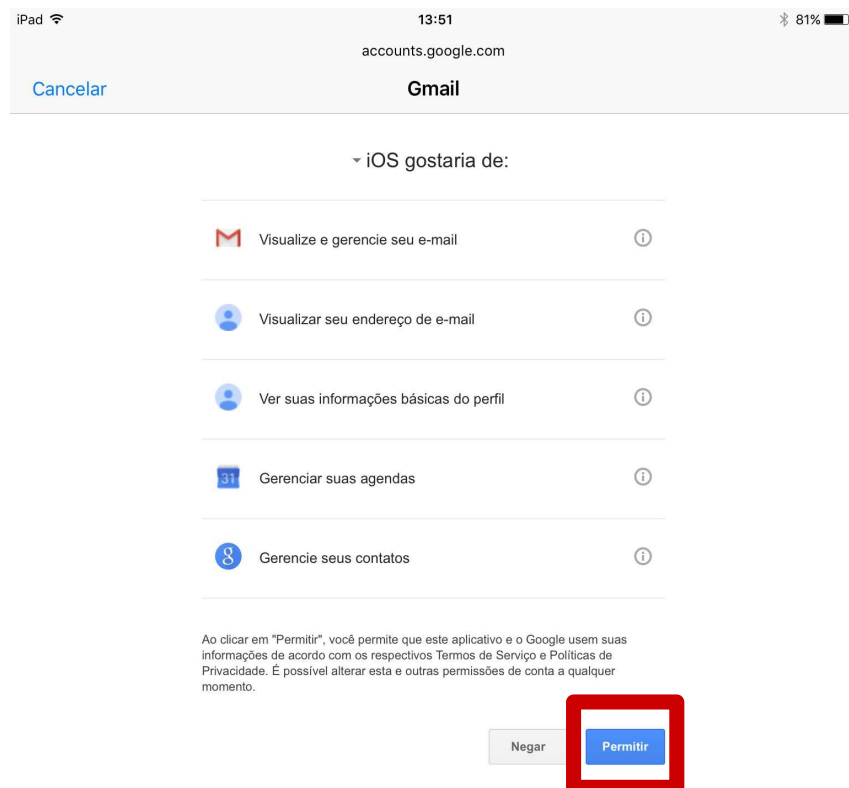 iPad 13:51 81%
accounts.google.com
Cancelar Gmail
iOS gostaria de:
Visualize e gerencie seu e-mail
Visualizar seu endereço de e-mail
Ver suas informações básicas do perfil
31 Gerenciar suas agendas
8 Gerencie seus contatos
Ao clicar em "Permitir", você permite que este aplicativo e o Google usem suas
informações de acordo com os respectivos Termos de Serviço e Políticas de
Privacidade. É possível alterar esta e outras permissões de conta a qualquer
momento.
Negar Permitir